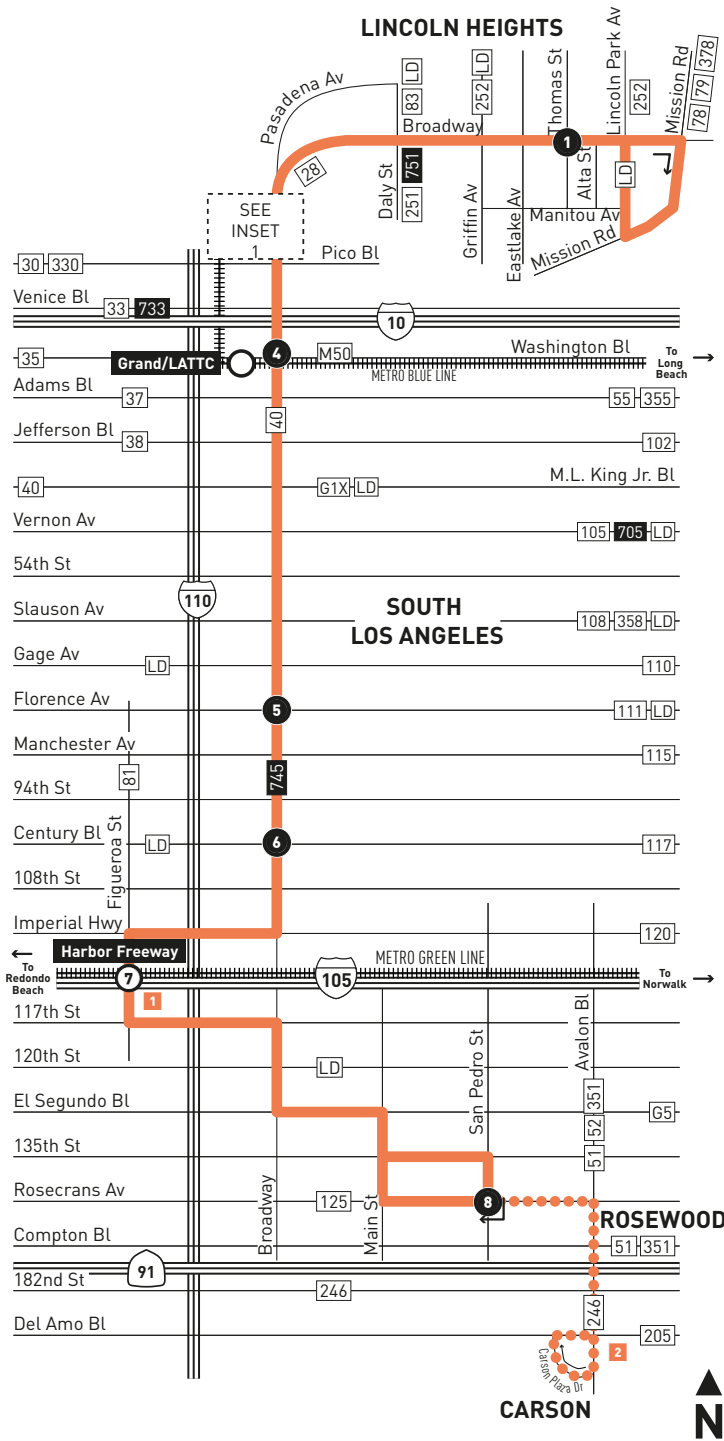 LINCOLN HEIGHTS
Pasadena Av
83 LD
252 LD
Thomas St
Lincoln Park Av
252
Mission Rd
78 79 378
Broadway
1
28
Daly St
251 751
Griffin Av
Eastlake Av
Alta St
LD
Manitou Av
Mission Rd
SEE
INSET
1
30 330
Pico Bl
Venice Bl
33 733
10
35
Grand/LATTC
4
M50
Washington Bl
METRO BLUE LINE
To
Long
Beach
Adams Bl
37
55 355
40
Jefferson Bl
38
102
40
G1X LD
M.L. King Jr. Bl
Vernon Av
105 705 LD
54th St
110
Slauson Av
SOUTH
LOS ANGELES
108 358 LD
Gage Av
LD
110
Florence Av
5
111 LD
Manchester Av
115
81
745
94th St
Figueroa St
Century Bl
LD
6
117
108th St
Imperial Hwy
120
Harbor Freeway
METRO GREEN LINE
To
Redondo
Beach
7
105
To
Norwalk
1
117th St
San Pedro St
Avalon Bl
120th St
LD
El Segundo Bl
51 52 351
G5
135th St
Rosecrans Av
125
8
Broadway
Main St
ROSEWOOD
Compton Bl
51 351
91
182nd St
246
246
Del Amo Bl
205
2
Carson Plaza Dr
CARSON
N